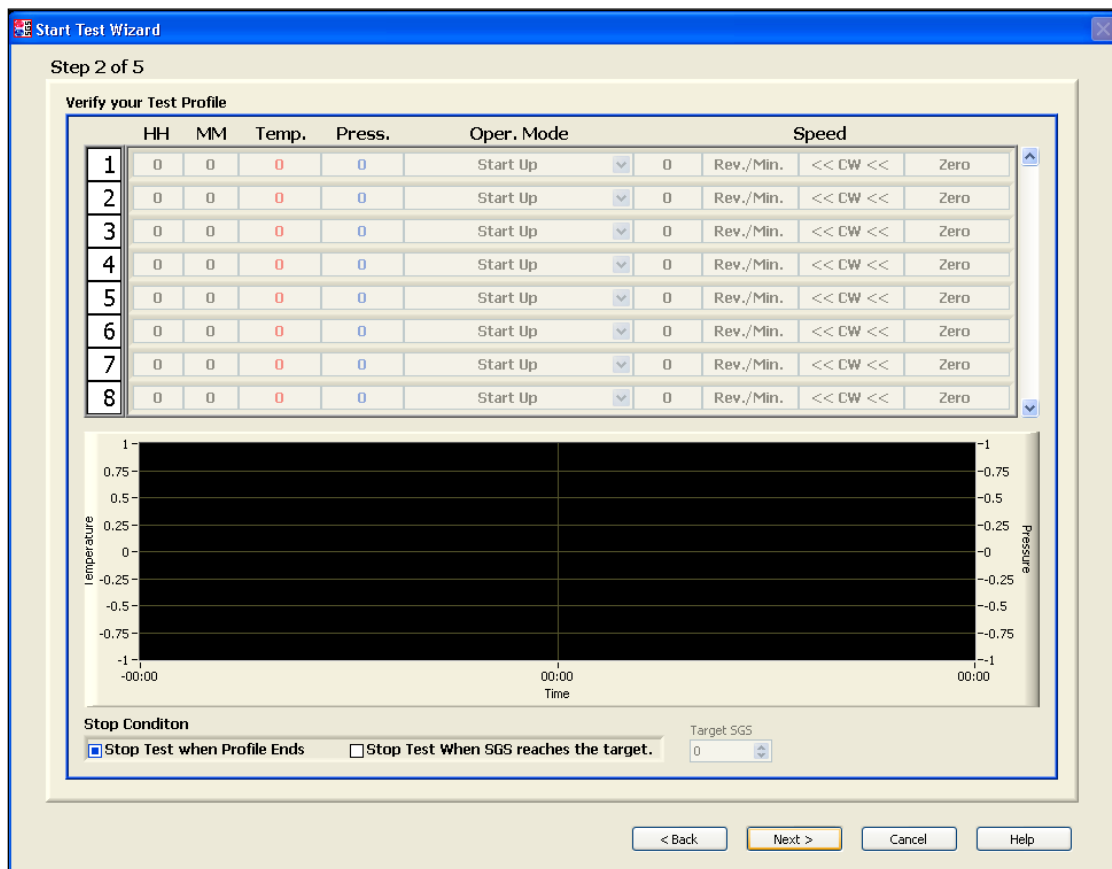 Start Test Wizard
Step 2 of 5
Verify your Test Profile
HH MM Temp. Press. Oper. Mode Speed
1 0 0 0 0 Start Up 0 Rev./Min. << CW << Zero
2 0 0 0 0 Start Up 0 Rev./Min. << CW << Zero
3 0 0 0 0 Start Up 0 Rev./Min. << CW << Zero
4 0 0 0 0 Start Up 0 Rev./Min. << CW << Zero
5 0 0 0 0 Start Up 0 Rev./Min. << CW << Zero
6 0 0 0 0 Start Up 0 Rev./Min. << CW << Zero
7 0 0 0 0 Start Up 0 Rev./Min. << CW << Zero
8 0 0 0 0 Start Up 0 Rev./Min. << CW << Zero
1 -1
0.75 -0.75
0.5 -0.5
0.25 -0.25
0 -0
-0.25 --0.25
-0.5 --0.5
-0.75 --0.75
-1 --1
Temperature
Pressure
-00:00 00:00 00:00
Time
Stop Conditon
Stop Test when Profile Ends Stop Test When SGS reaches the target.
Target SGS
0
< Back Next > Cancel Help